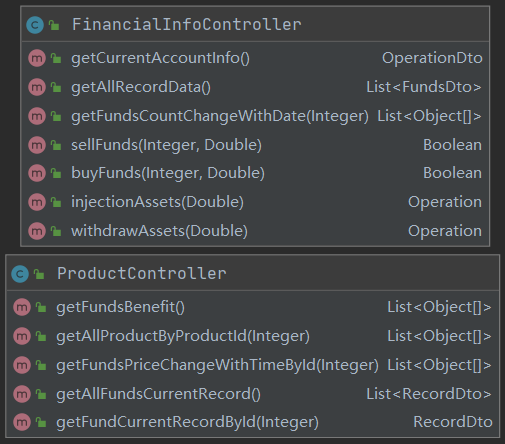 FinancialInfoController
getCurrentAccountInfo() OperationDto
getAllRecordData() List<FundsDto>
getFundsCountChangeWithDate(Integer) List<Object[]>
sellFunds(Integer, Double) Boolean
buyFunds(Integer, Double) Boolean
injectionAssets(Double) Operation
withdrawAssets(Double) Operation
ProductController
getFundsBenefit() List<Object[]>
getAllProductByProductId(Integer) List<Object[]>
getFundsPriceChangeWithTimeById(Integer) List<Object[]>
getAllFundsCurrentRecord() List<RecordDto>
getFundCurrentRecordById(Integer) RecordDto